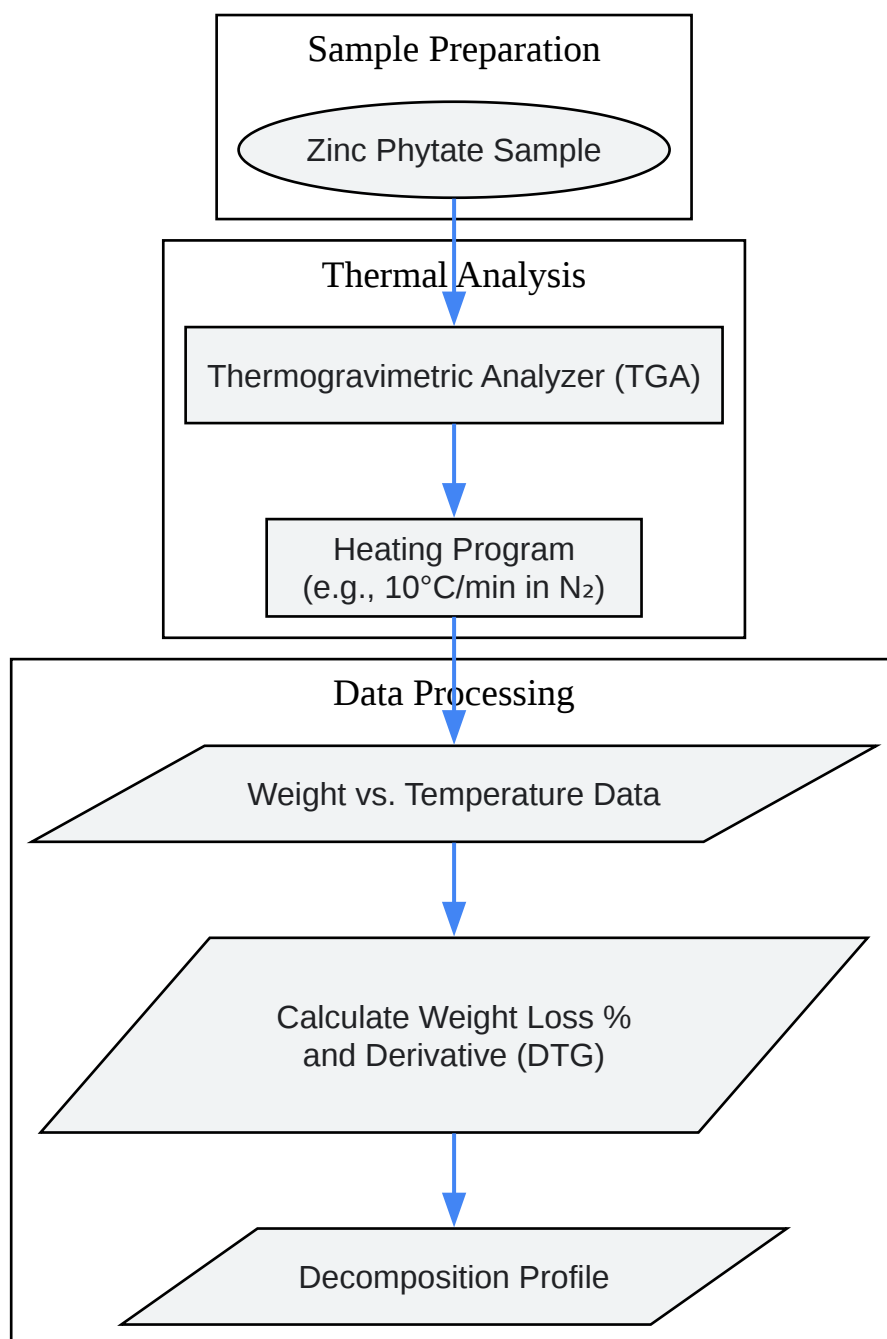 Sample Preparation
Zinc Phytate Sample
Thermal Analysis
Thermogravimetric Analyzer (TGA)
Heating Program
(e.g., 10°C/min in N₂)
Data Processing
Weight vs. Temperature Data
Calculate Weight Loss %
and Derivative (DTG)
Decomposition Profile